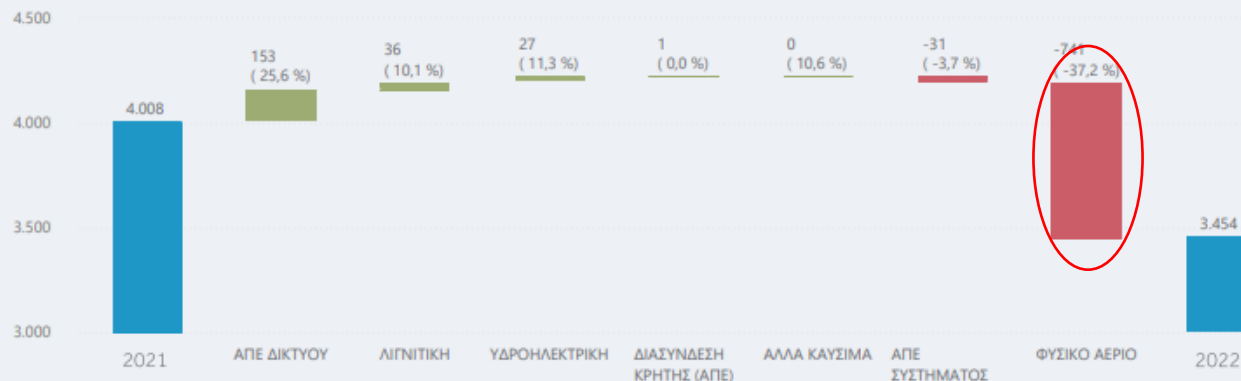 4.500
4.000
3.500
3.000
4.008
153
( 25,6 %)
36
( 10,1 %)
27
( 11,3 %)
1
( 0,0 %)
0
( 10,6 %)
-31
( -3,7 %)
-741
( -37,2 %)
3.454
2021
ΑΠΕ ΔΙΚΤΥΟΥ
ΛΙΓΝΙΤΙΚΗ
ΥΔΡΟΗΛΕΚΤΡΙΚΗ
ΔΙΑΣΥΝΔΕΣΗ
ΚΡΗΤΗΣ (ΑΠΕ)
ΑΛΛΑ ΚΑΥΣΙΜΑ
ΑΠΕ
ΣΥΣΤΗΜΑΤΟΣ
ΦΥΣΙΚΟ ΑΕΡΙΟ
2022